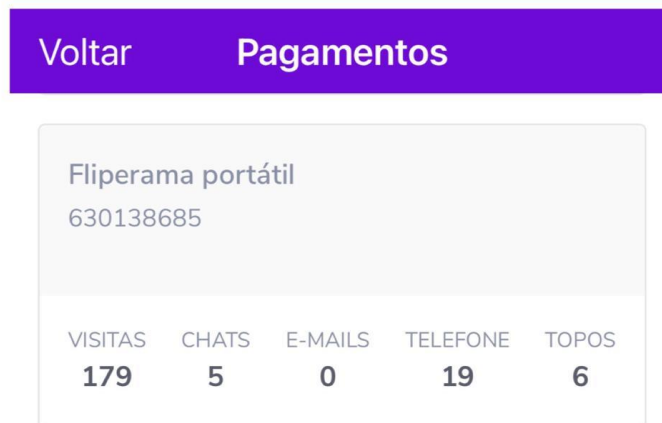 Voltar Pagamentos
Fliperama portátil
630138685
VISITAS CHATS E-MAILS TELEFONE TOPOS
179 5 0 19 6